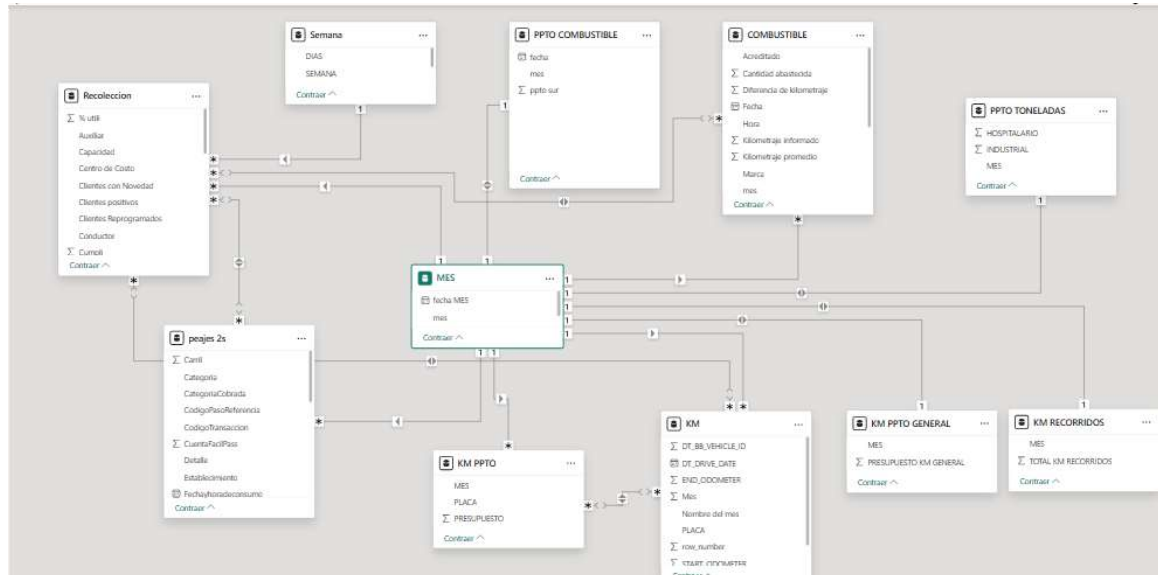 Semana
DIAS
SEMANA
Contraer
PPTO COMBUSTIBLE
fecha
mes
ppto sur
Contraer
COMBUSTIBLE
Acreditado
Cantidad abastecida
Diferencia de kilometraje
Fecha
Hora
Kilometraje informado
Kilometraje promedio
Marca
mes
Contraer
Recoleccion
% utili
Auxiliar
Capacidad
Centro de Costo
Clientes con Novedad
Clientes positivos
Clientes Reprogramados
Conductor
Cumpli
Contraer
PPTO TONELADAS
HOSPITALARIO
INDUSTRIAL
MES
Contraer
MES
fecha MES
mes
Contraer
peajes 2s
Carril
Categoria
CategoriaCobrada
CodigoPasoReferencia
CodigoTransaccion
CuentaFacilPass
Detalle
Establecimiento
Fechayhoradeconsumo
Contraer
KM PPTO
MES
PLACA
PRESUPUESTO
Contraer
KM
DT_BB_VEHICLE_ID
DT_DRIVE_DATE
END_ODOMETER
Mes
Nombre del mes
PLACA
row_number
START_ODOMETER
Contraer
KM PPTO GENERAL
MES
PRESUPUESTO KM GENERAL
Contraer
KM RECORRIDOS
MES
TOTAL KM RECORRIDOS
Contraer